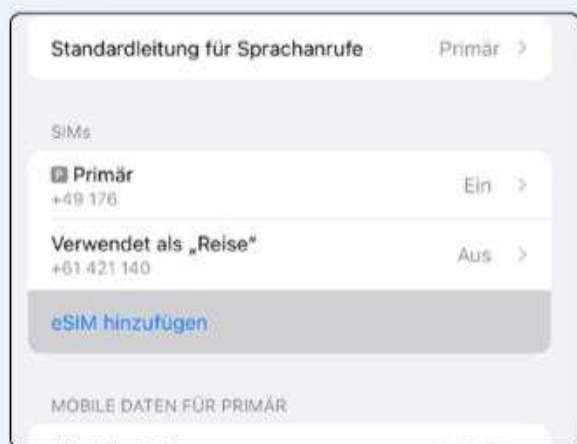 Standardleitung für Sprachanrufe Primär
SIMs
P Primär
+49 176
Ein
Verwendet als „Reise“
+61 421 140
Aus
eSIM hinzufügen
MOBILE DATEN FÜR PRIMÄR